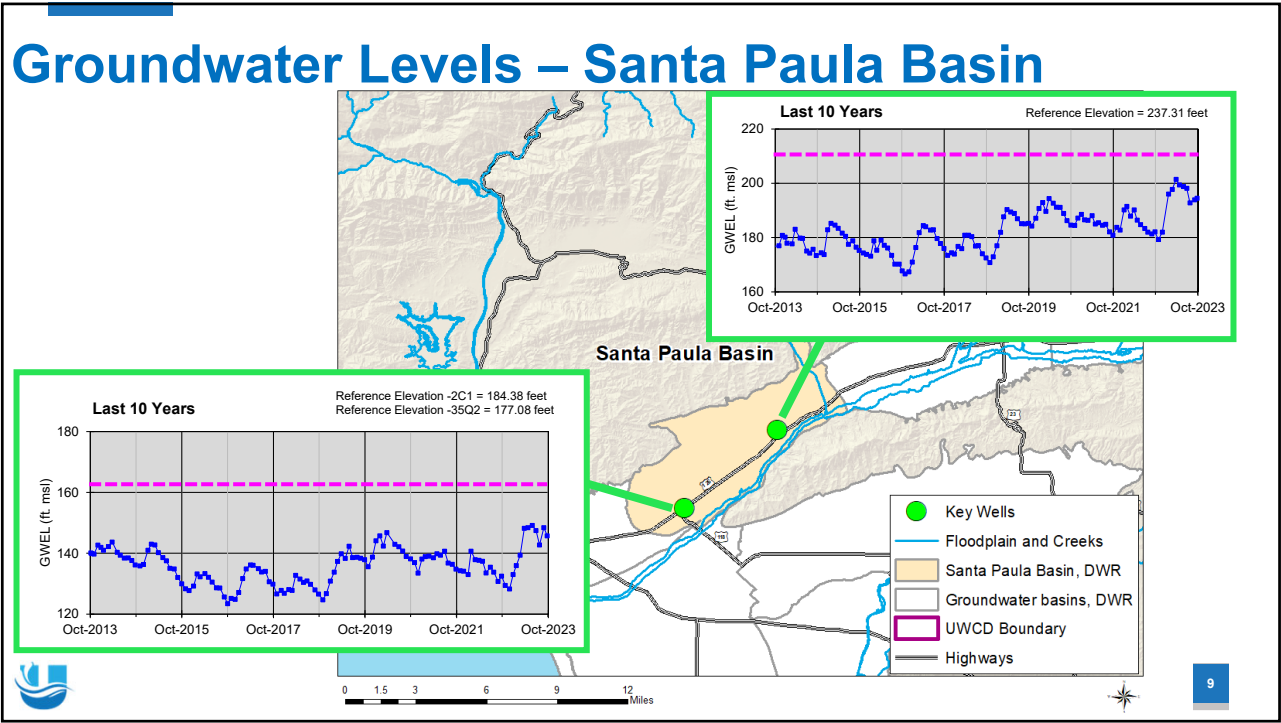 Groundwater Levels – Santa Paula Basin
Last 10 Years
Reference Elevation = 237.31 feet
220
200
180
160
GWEL (ft. msl)
Oct-2013
Oct-2015
Oct-2017
Oct-2019
Oct-2021
Oct-2023
Santa Paula Basin
Last 10 Years
Reference Elevation -2C1 = 184.38 feet
Reference Elevation -35Q2 = 177.08 feet
180
160
140
120
GWEL (ft. msl)
Oct-2013
Oct-2015
Oct-2017
Oct-2019
Oct-2021
Oct-2023
23
118
Key Wells
Floodplain and Creeks
Santa Paula Basin, DWR
Groundwater basins, DWR
UWCD Boundary
Highways
0 1.5 3 6 9 12
Miles
9